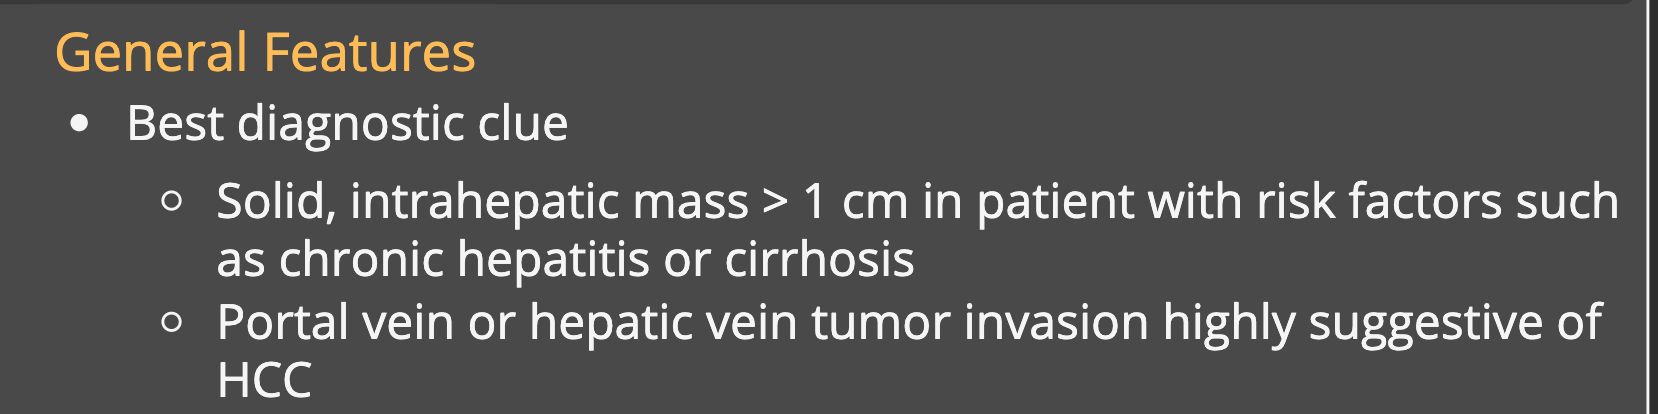 General Features
• Best diagnostic clue
○ Solid, intrahepatic mass > 1 cm in patient with risk factors such
as chronic hepatitis or cirrhosis
○ Portal vein or hepatic vein tumor invasion highly suggestive of
HCC